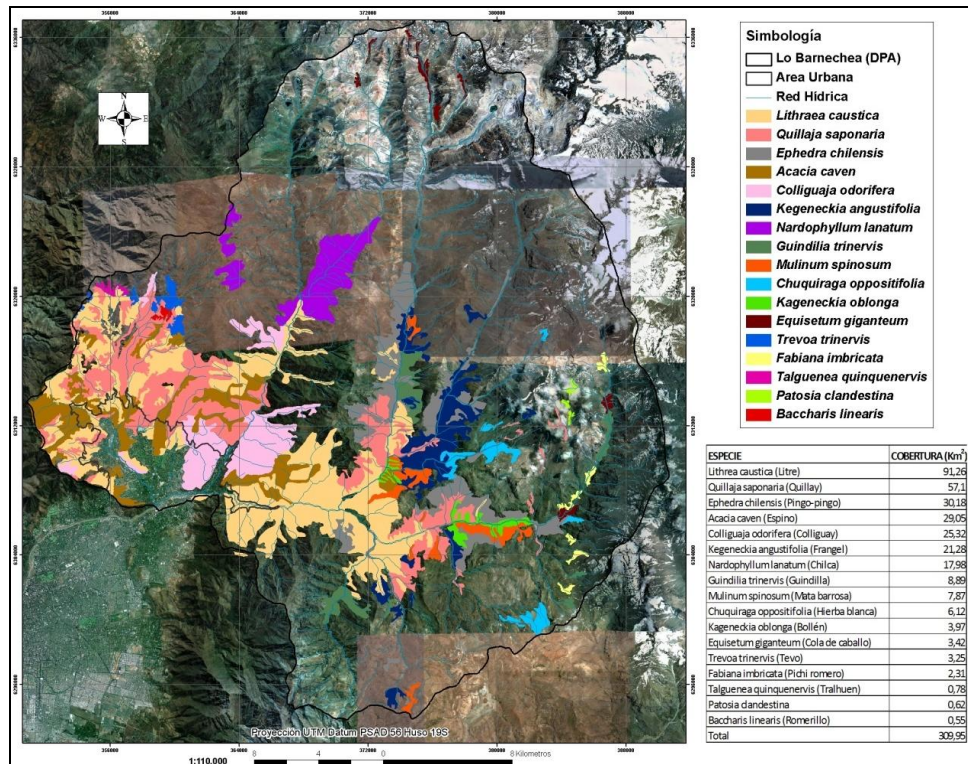 356000 364000 372000 380000 388000
N
W E
S
Simbología
Lo Barnechea (DPA)
Area Urbana
Red Hídrica
Lithraea caustica
Quillaja saponaria
Ephedra chilensis
Acacia caven
Colliguaja odorifera
Kegeneckia angustifolia
Nardophyllum lanatum
Guindilia trinervis
Mulinum spinosum
Chuquiraga oppositifolia
Kageneckia oblonga
Equisetum giganteum
Trevoa trinervis
Fabiana imbricata
Talguenea quinquenervis
Patosia clandestina
Baccharis linearis
ESPECIE COBERTURA (Km²)
Lithrea caustica (Litre) 91,26
Quillaja saponaria (Quillay) 57,1
Ephedra chilensis (Pingo-pingo) 30,18
Acacia caven (Espino) 29,05
Colliguaja odorifera (Colliguay) 25,32
Kegeneckia angustifolia (Frangel) 21,28
Nardophyllum lanatum (Chilca) 17,98
Guindilia trinervis (Guindilla) 8,89
Mulinum spinosum (Mata barrosa) 7,87
Chuquiraga oppositifolia (Hierba blanca) 6,12
Kageneckia oblonga (Bollén) 3,97
Equisetum giganteum (Cola de caballo) 3,42
Trevoa trinervis (Tevo) 3,25
Fabiana imbricata (Pichi romero) 2,31
Talguenea quinquenervis (Tralhuen) 0,78
Patosia clandestina 0,62
Baccharis linearis (Romerillo) 0,55
Total 309,95
Proyección UTM Datum PSAD 56 Huso 19S
8 4 0 8 Kilometros
1:110.000